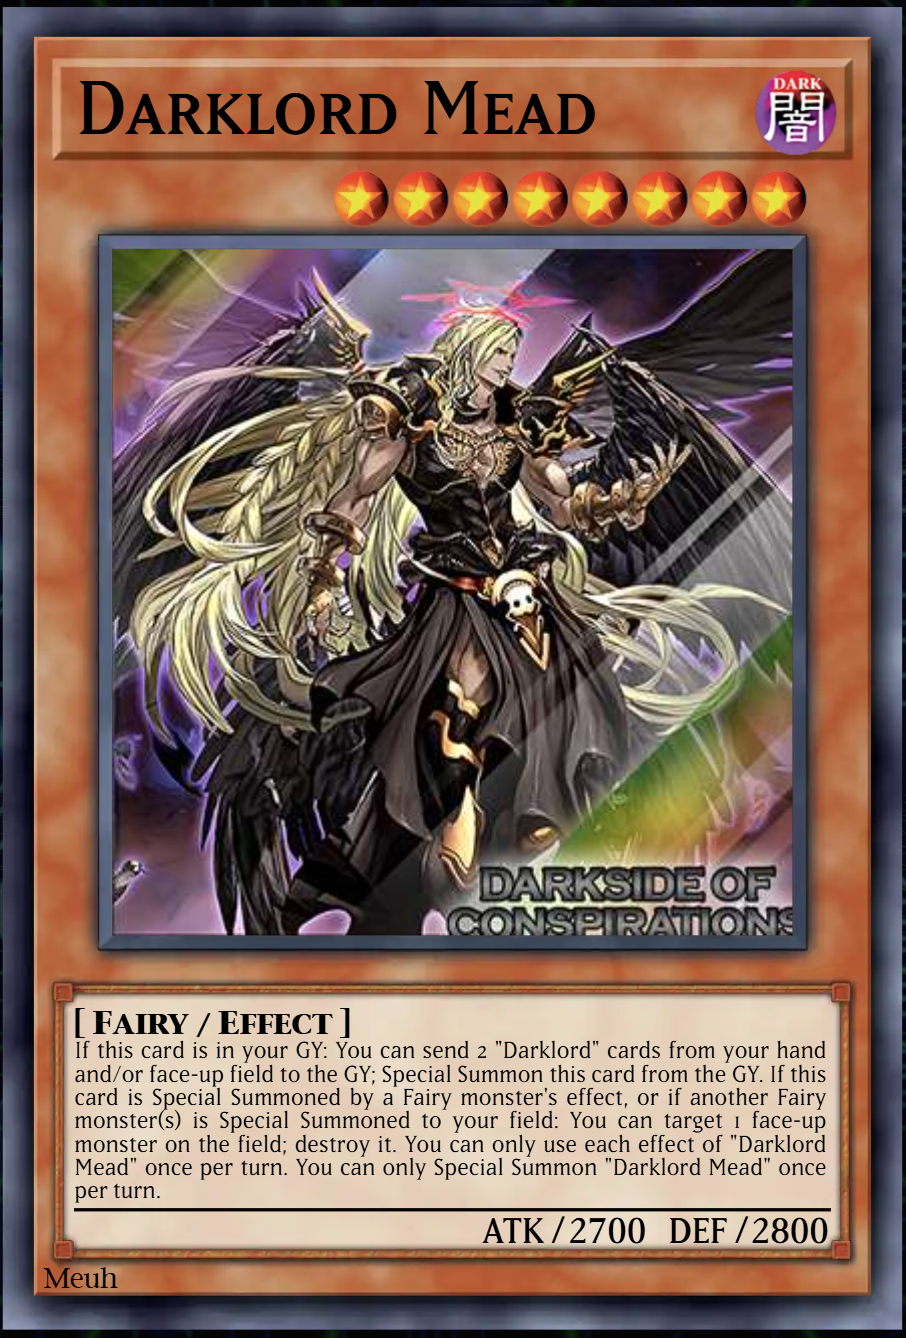 Darklord Mead
DARK
闇
DARKSIDE OF
CONSPIRATIONS
[ Fairy / Effect ]
If this card is in your GY: You can send 2 "Darklord" cards from your hand
and/or face-up field to the GY; Special Summon this card from the GY. If this
card is Special Summoned by a Fairy monster's effect, or if another Fairy
monster(s) is Special Summoned to your field: You can target 1 face-up
monster on the field; destroy it. You can only use each effect of "Darklord
Mead" once per turn. You can only Special Summon "Darklord Mead" once
per turn.
ATK/2700 DEF/2800
Meuh